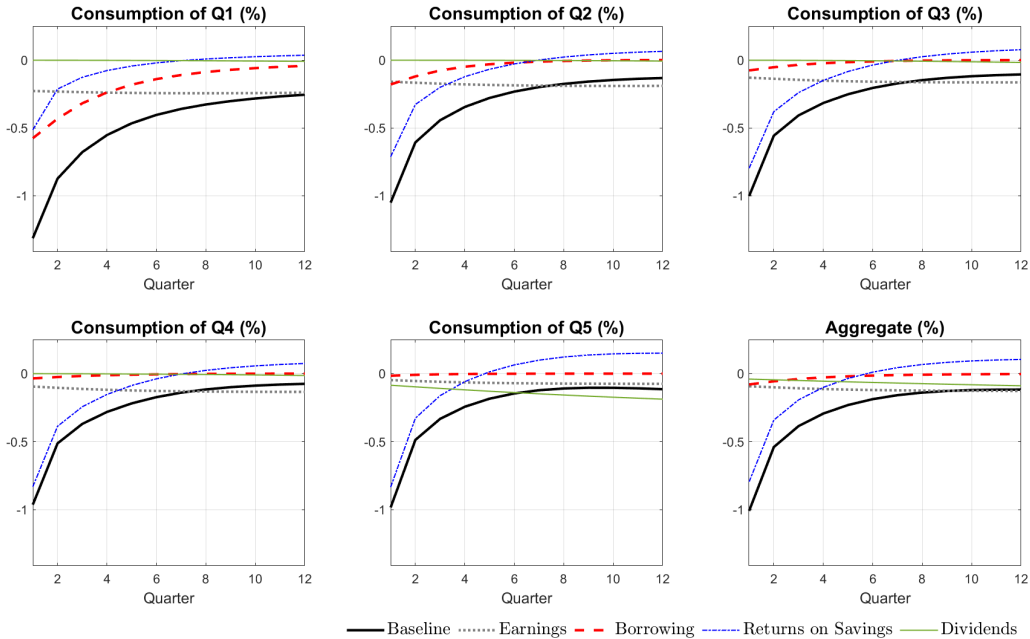 Consumption of Q1 (%)
Consumption of Q2 (%)
Consumption of Q3 (%)
0
-0.5
-1
2 4 6 8 10 12
Quarter
0
-0.5
-1
2 4 6 8 10 12
Quarter
0
-0.5
-1
2 4 6 8 10 12
Quarter
Consumption of Q4 (%)
Consumption of Q5 (%)
Aggregate (%)
0
-0.5
-1
2 4 6 8 10 12
Quarter
0
-0.5
-1
2 4 6 8 10 12
Quarter
0
-0.5
-1
2 4 6 8 10 12
Quarter
Baseline Earnings Borrowing Returns on Savings Dividends